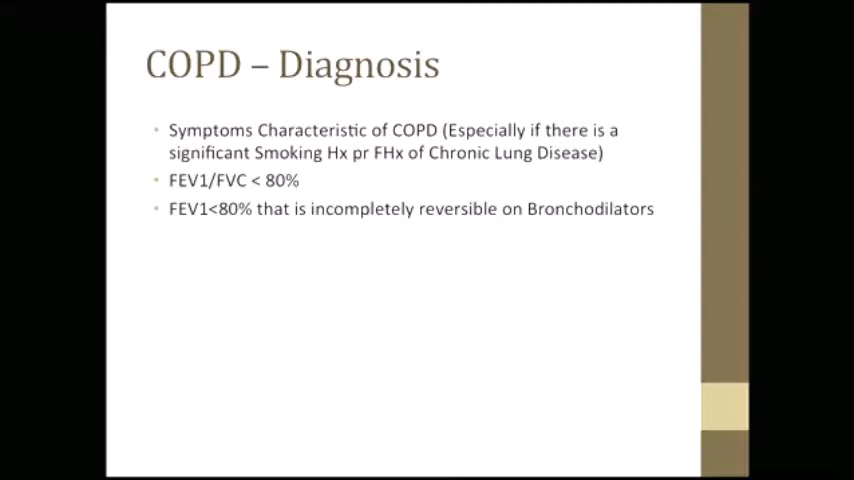 COPD – Diagnosis
• Symptoms Characteristic of COPD (Especially if there is a
significant Smoking Hx pr FHx of Chronic Lung Disease)
• FEV1/FVC < 80%
• FEV1<80% that is incompletely reversible on Bronchodilators